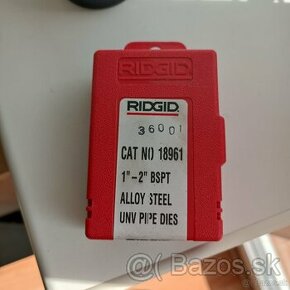 RIDGID
RIDGID
36001
CAT NO 18961
1"-2" BSPT
ALLOY STEEL
UNV PIPE DIES
Bazos.sk